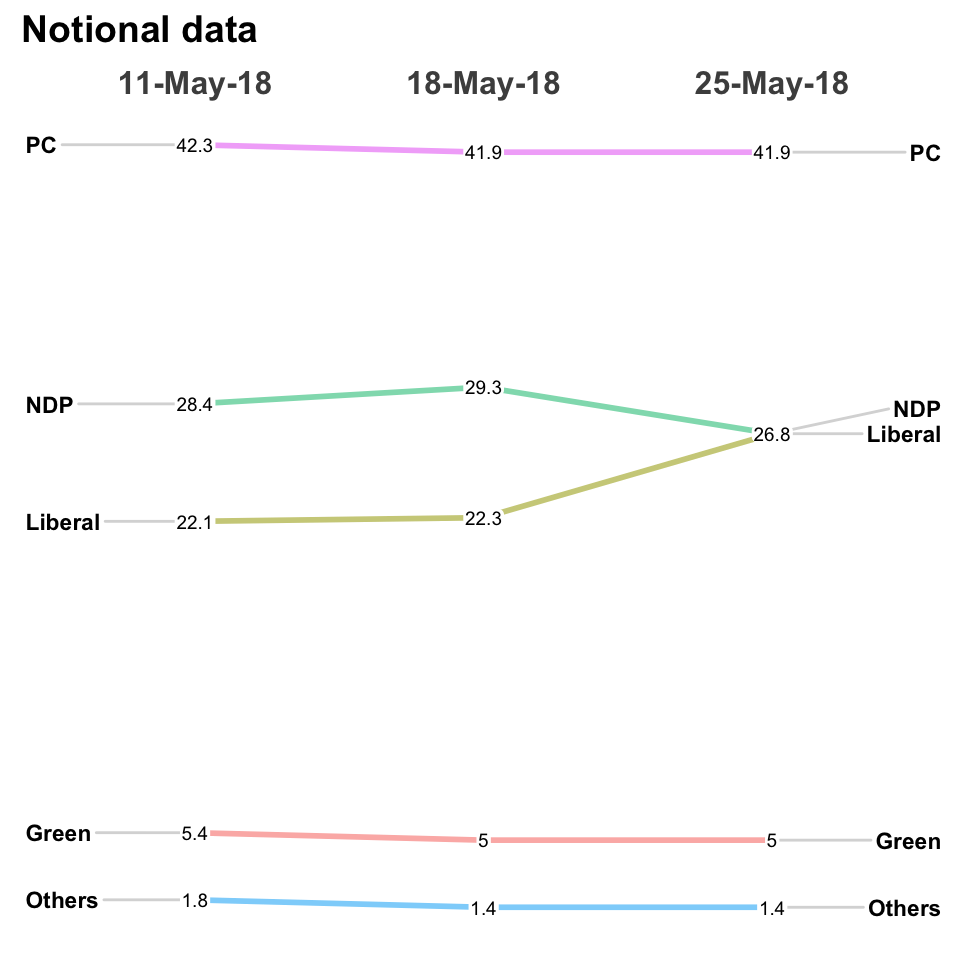 Notional data
11-May-18 18-May-18 25-May-18
PC 42.3 41.9 41.9 PC
NDP 28.4 29.3 NDP
26.8 Liberal
Liberal 22.1 22.3
Green 5.4 5 5 Green
Others 1.8 1.4 1.4 Others